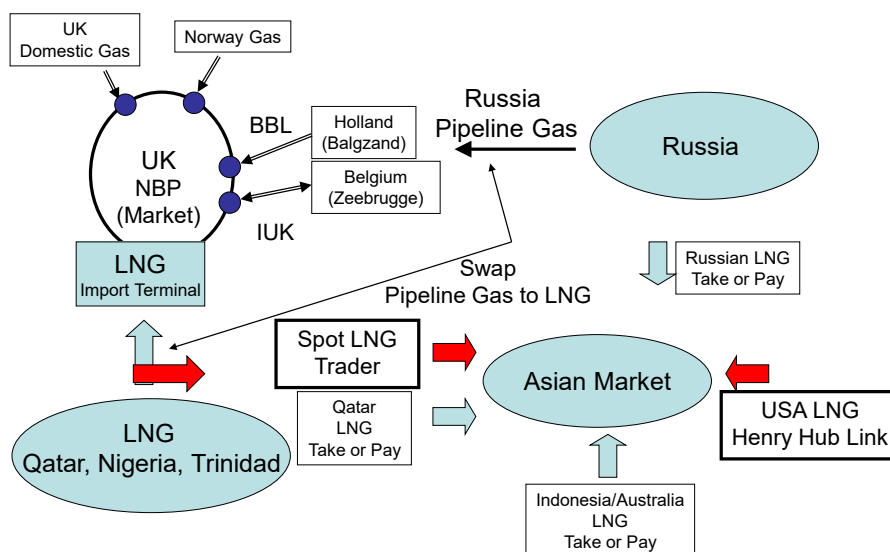 UK
Domestic Gas
Norway Gas
BBL
Holland
(Balgzand)
Russia
Pipeline Gas
Russia
UK
NBP
(Market)
Belgium
(Zeebrugge)
IUK
LNG
Import Terminal
Swap
Pipeline Gas to LNG
Russian LNG
Take or Pay
Spot LNG
Trader
Asian Market
Qatar
LNG
Take or Pay
USA LNG
Henry Hub Link
LNG
Qatar, Nigeria, Trinidad
Indonesia/Australia
LNG
Take or Pay